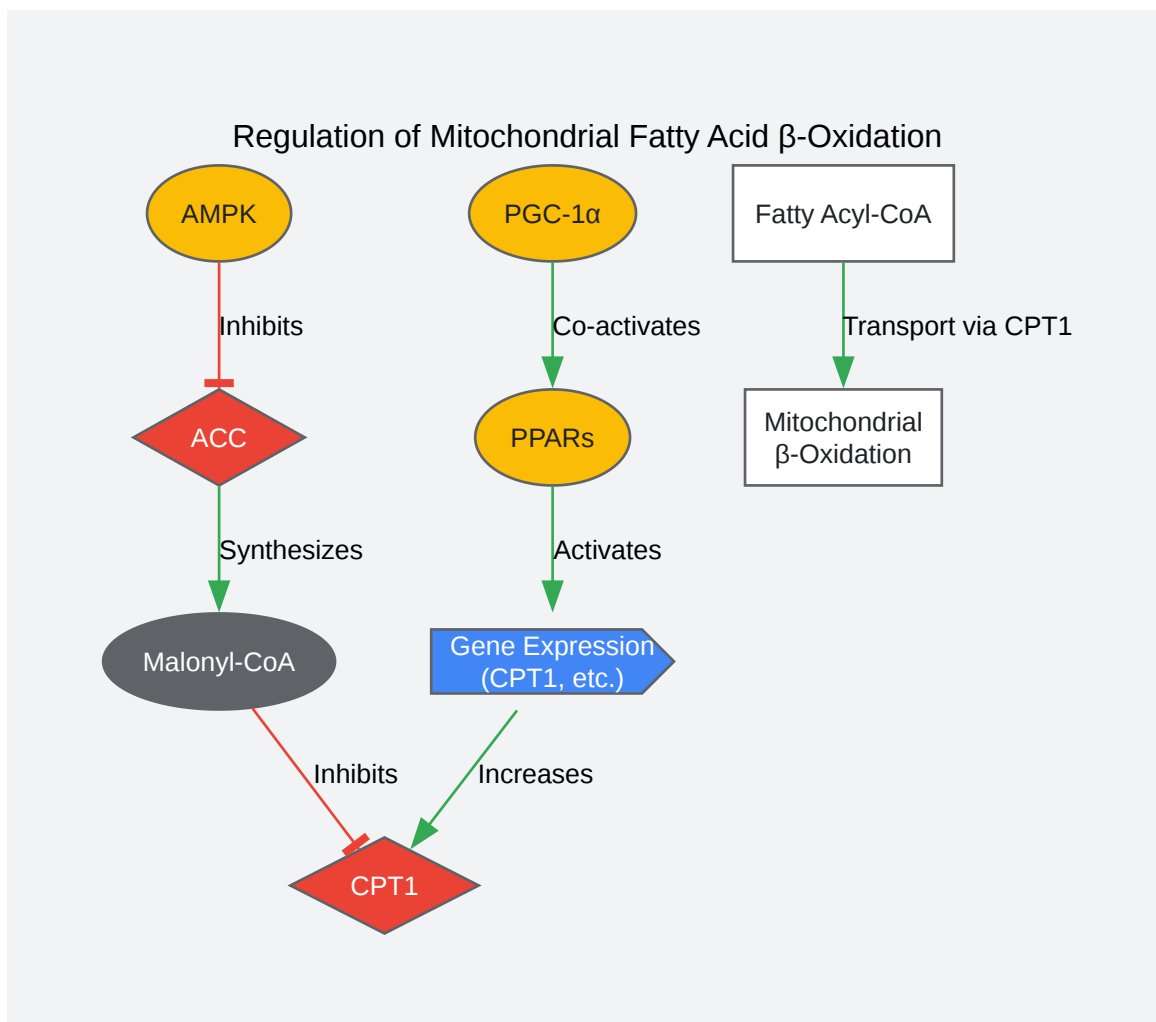 Regulation of Mitochondrial Fatty Acid β-Oxidation
AMPK
PGC-1α
Fatty Acyl-CoA
Inhibits
Co-activates
Transport via CPT1
ACC
PPARs
Mitochondrial
β-Oxidation
Synthesizes
Activates
Malonyl-CoA
Gene Expression
(CPT1, etc.)
Inhibits
Increases
CPT1